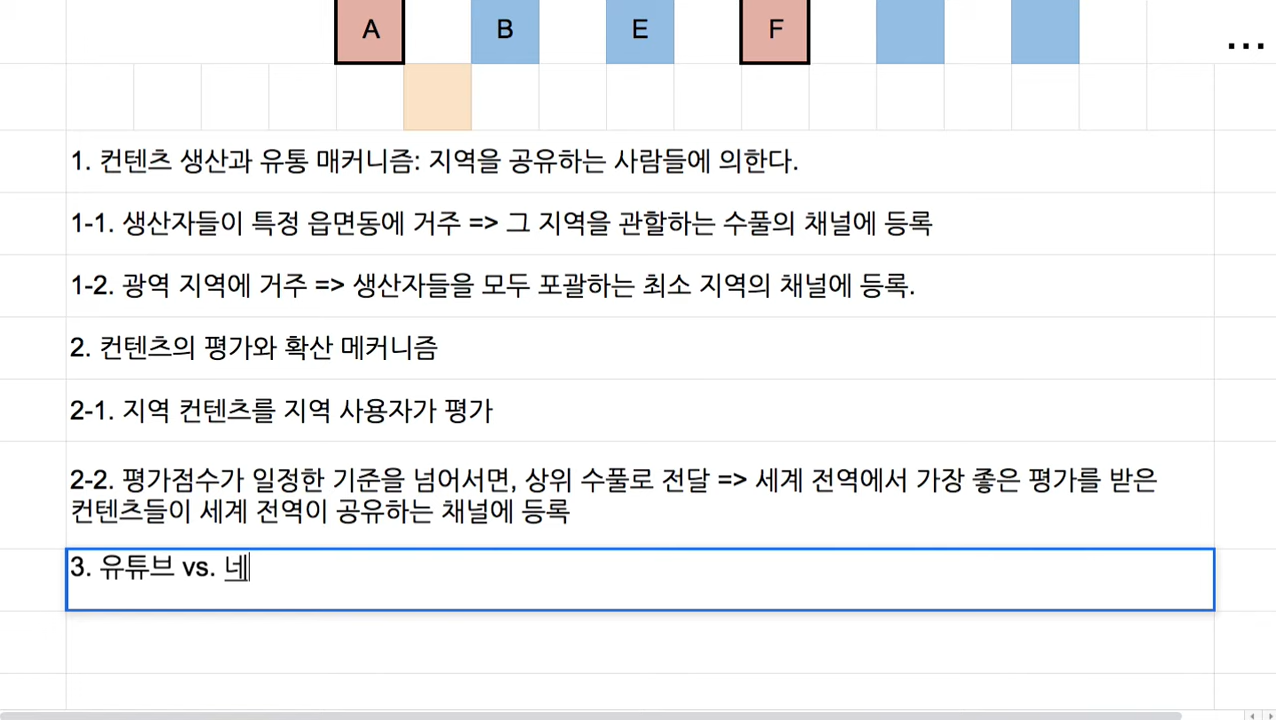 A B E F
...
1. 컨텐츠 생산과 유통 매커니즘: 지역을 공유하는 사람들에 의한다.
1-1. 생산자들이 특정 읍면동에 거주 => 그 지역을 관할하는 수풀의 채널에 등록
1-2. 광역 지역에 거주 => 생산자들을 모두 포괄하는 최소 지역의 채널에 등록.
2. 컨텐츠의 평가와 확산 메커니즘
2-1. 지역 컨텐츠를 지역 사용자가 평가
2-2. 평가점수가 일정한 기준을 넘어서면, 상위 수풀로 전달 => 세계 전역에서 가장 좋은 평가를 받은
컨텐츠들이 세계 전역이 공유하는 채널에 등록
3. 유튜브 vs. 네